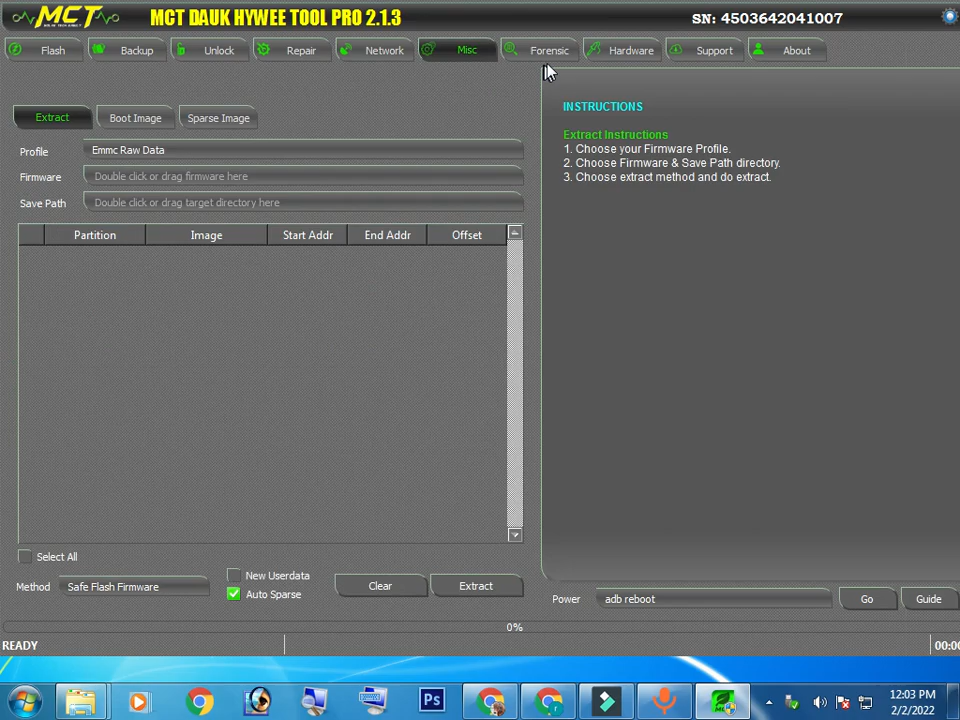 MCT MCT DAUK HYWEE TOOL PRO 2.1.3 SN: 4503642041007
Flash Backup Unlock Repair Network Misc Forensic Hardware Support About
Extract Boot Image Sparse Image
Profile Emmc Raw Data
Firmware Double click or drag firmware here
Save Path Double click or drag target directory here
Partition Image Start Addr End Addr Offset
Select All
Method Safe Flash Firmware
New Userdata
Auto Sparse
Clear Extract
INSTRUCTIONS
Extract Instructions
1. Choose your Firmware Profile.
2. Choose Firmware & Save Path directory.
3. Choose extract method and do extract.
Power adb reboot Go Guide
0%
READY 00:00
Ps
12:03 PM
2/2/2022